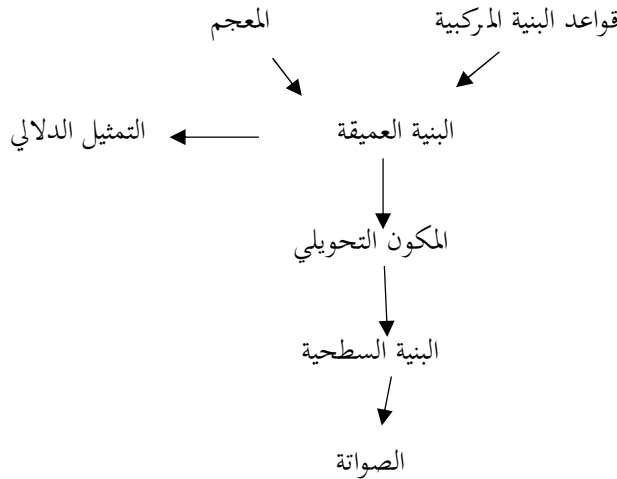 قواعد البنية المركبية
المعجم
البنية العميقة
التمثيل الدلالي
المكون التحويلي
البنية السطحية
الصواتة